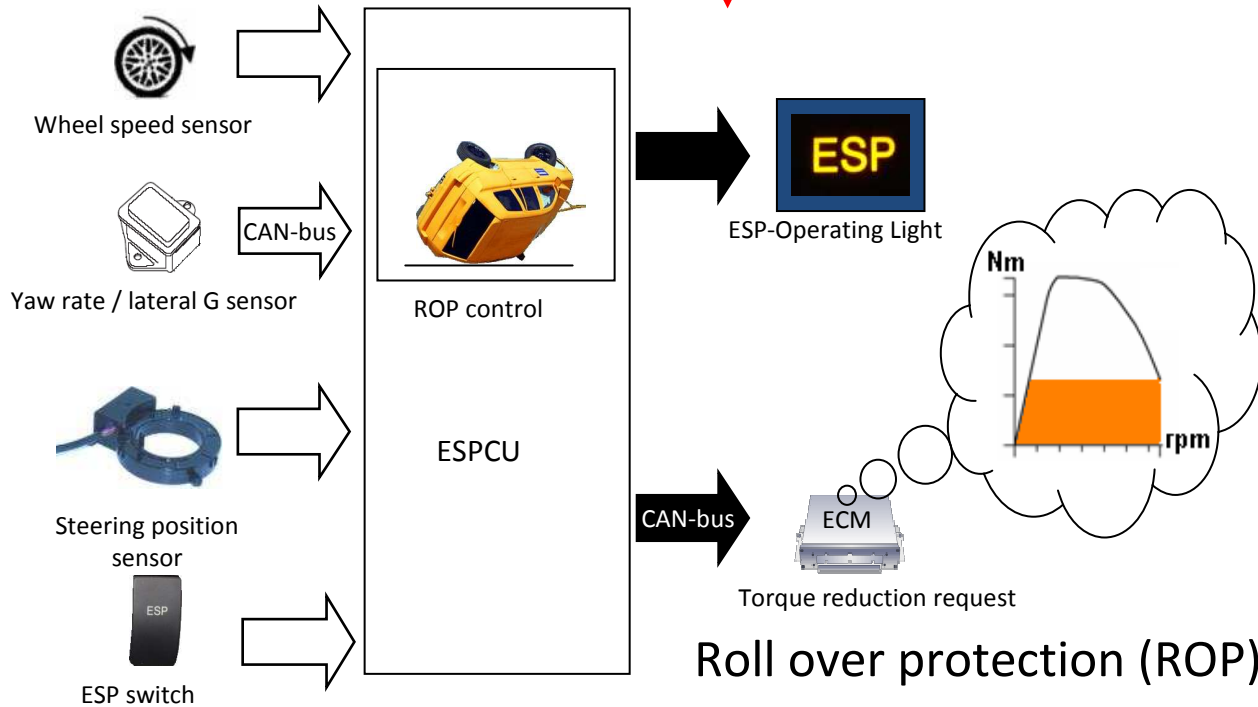 Wheel speed sensor
CAN-bus
Yaw rate / lateral G sensor
Steering position
sensor
ESP
ESP switch
ROP control
ESPCU
ESP
ESP-Operating Light
CAN-bus
ECM
Torque reduction request
Nm
rpm
Roll over protection (ROP)